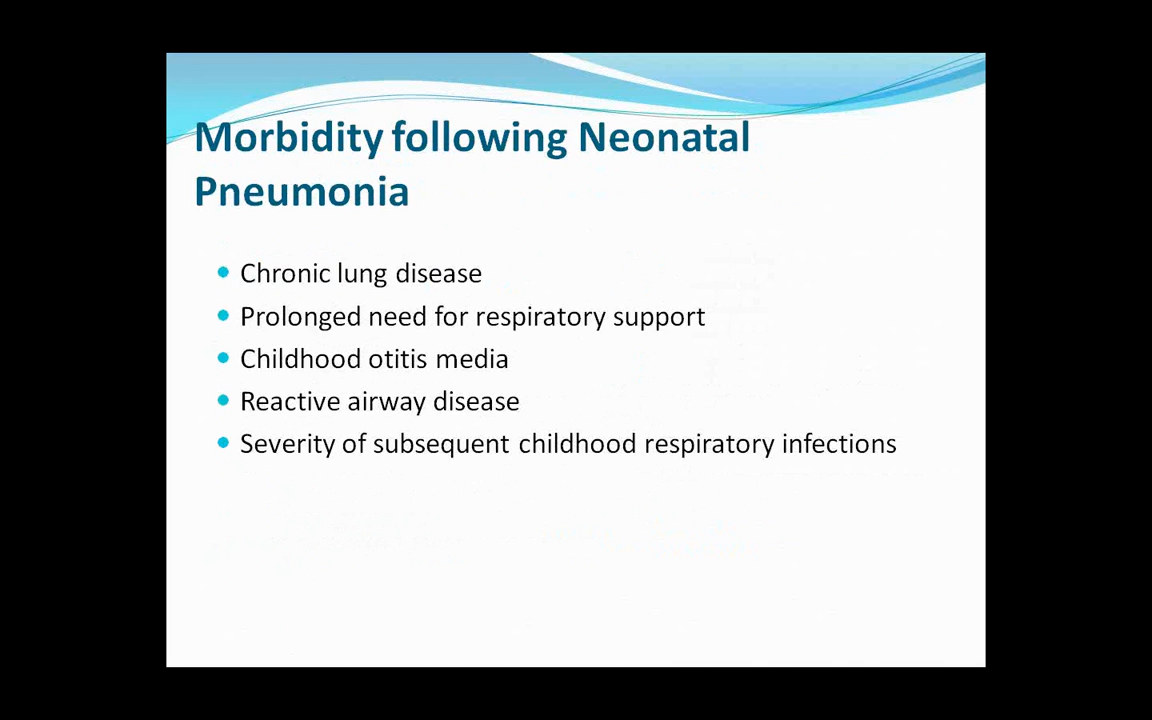 Morbidity following Neonatal
Pneumonia
• Chronic lung disease
• Prolonged need for respiratory support
• Childhood otitis media
• Reactive airway disease
• Severity of subsequent childhood respiratory infections